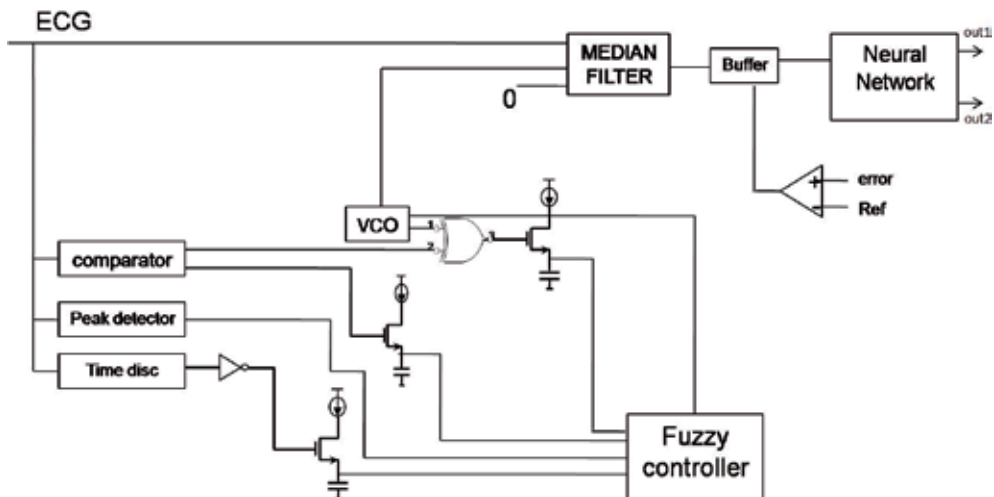 ECG
MEDIAN
FILTER
Buffer
Neural
Network
out1
out2
0
error
Ref
+
-
VCO
1
2
3
comparator
Peak detector
Time disc
Fuzzy
controller